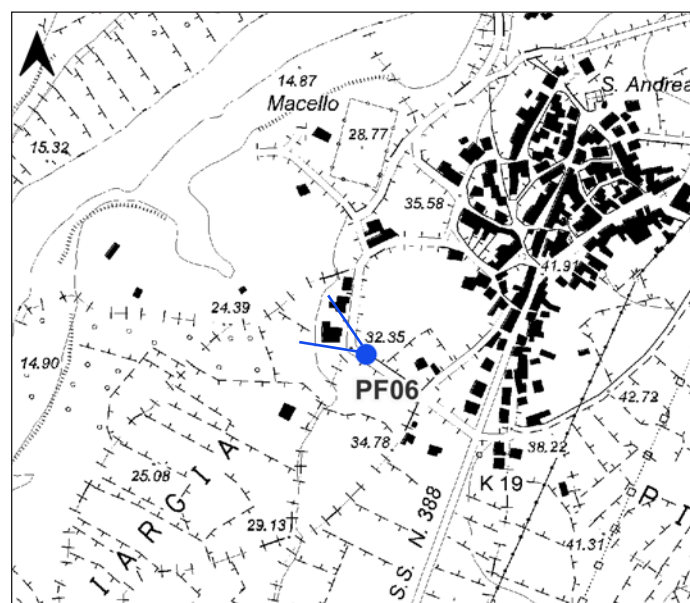 14.87
Macello
S. Andrea
28.77
15.32
35.58
41.91
24.39
32.35
14.90
PF06
42.72
34.78
38.22
25.08
K 19
29.13
IARGIA
S.S. N. 388
P I
41.31